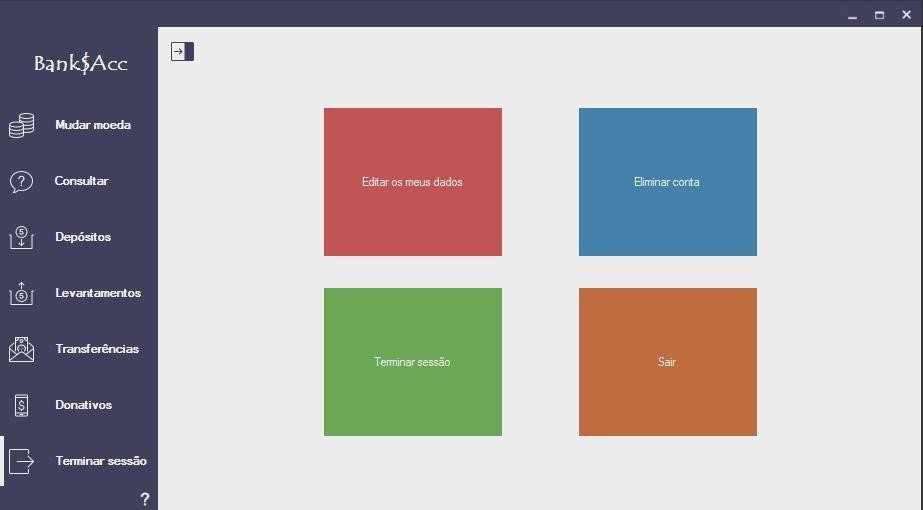 Bank$Acc
Mudar moeda
Consultar
Depósitos
Levantamentos
Transferências
Donativos
Terminar sessão
?
Editar os meus dados
Eliminar conta
Terminar sessão
Sair